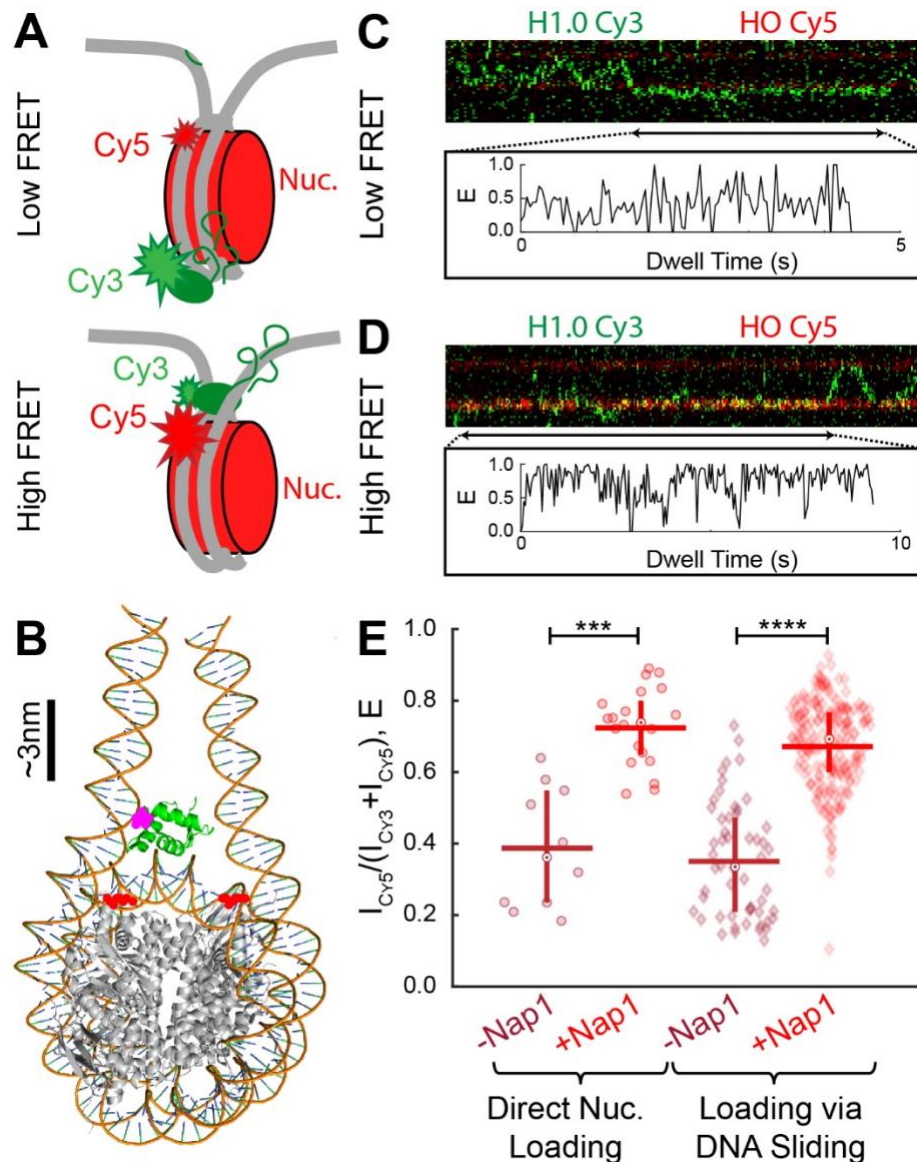 A
Low FRET
Cy5
Nuc.
Cy3
High FRET
Cy3
Cy5
Nuc.
B
~3nm
C
H1.0 Cy3 HO Cy5
Low FRET
E
1.0
0.5
0.0
0 5
Dwell Time (s)
D
H1.0 Cy3 HO Cy5
High FRET
E
1.0
0.5
0.0
0 10
Dwell Time (s)
E
I_Cy5/(I_Cy3+I_Cy5), E
1.0
0.8
0.6
0.4
0.2
0.0
*** ****
-Nap1 +Nap1 -Nap1 +Nap1
Direct Nuc. Loading via
Loading DNA Sliding